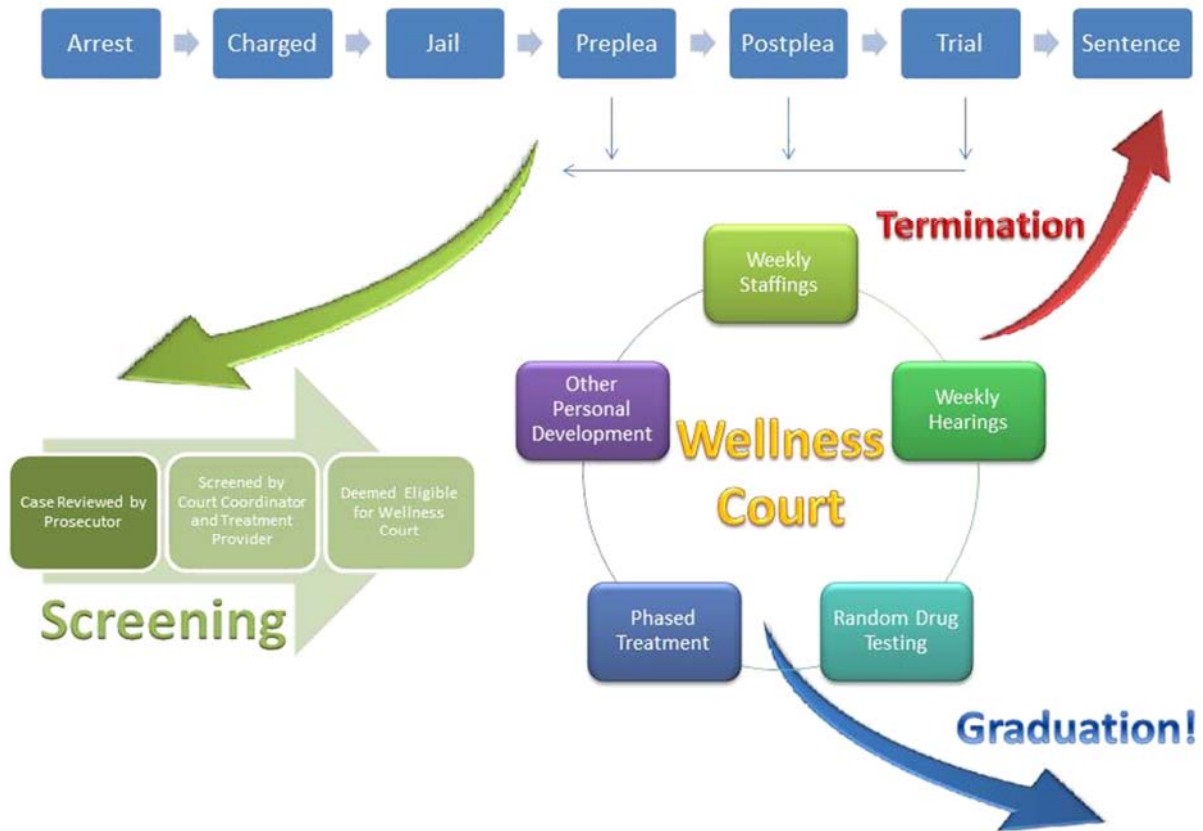 Arrest
Charged
Jail
Preplea
Postplea
Trial
Sentence
Termination
Weekly
Staffings
Other
Personal
Development
Weekly
Hearings
Wellness
Court
Case Reviewed by
Prosecutor
Screened by
Court Coordinator
and Treatment
Provider
Deemed Eligible
for Wellness
Court
Screening
Phased
Treatment
Random Drug
Testing
Graduation!